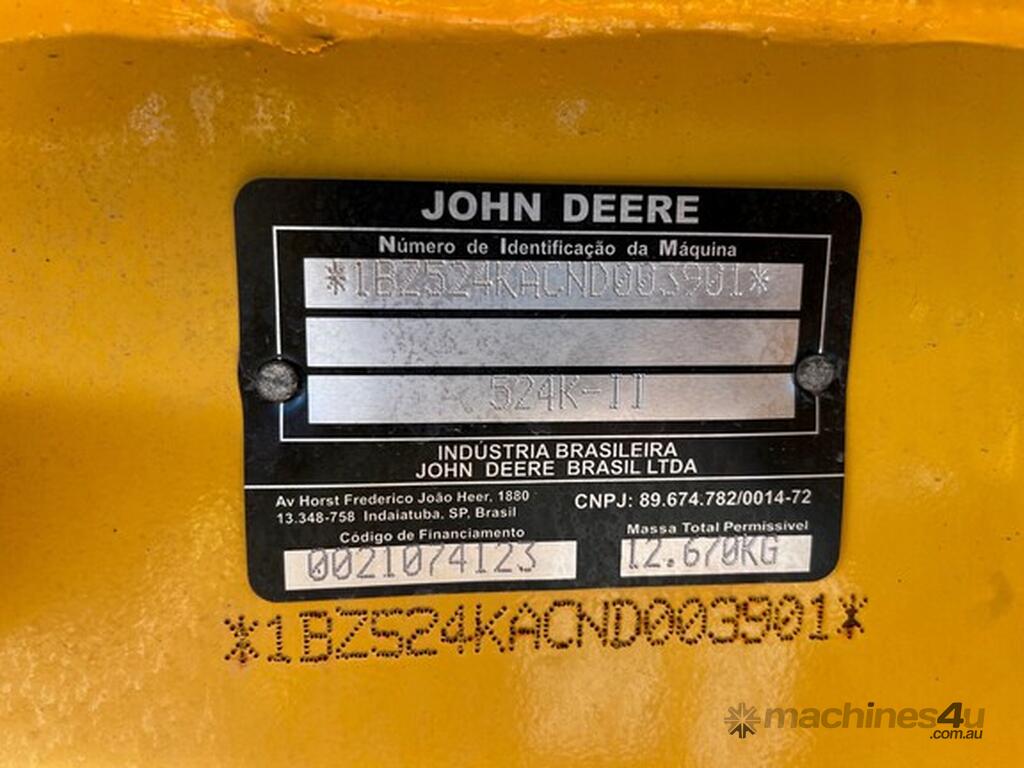 JOHN DEERE
Número de Identificação da Máquina
*1BZ524KACND003901*
524K-II
INDÚSTRIA BRASILEIRA
JOHN DEERE BRASIL LTDA
Av Horst Frederico João Heer, 1880
13.348-758 Indaiatuba, SP, Brasil
CNPJ: 89.674.782/0014-72
Código de Financiamento
0021074123
Massa Total Permissível
12.670KG
*1BZ524KACND003901*
machines4u
.com.au